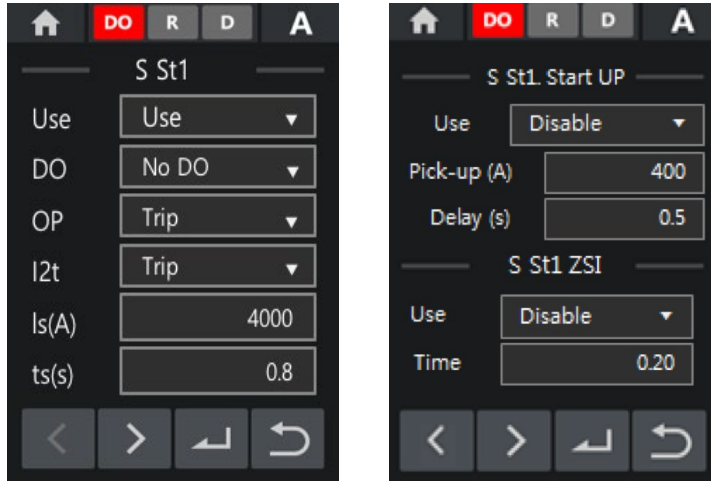 DO R D A
S St1
Use Use
DO No DO
OP Trip
I2t Trip
Is(A) 4000
ts(s) 0.8
DO R D A
S St1. Start UP
Use Disable
Pick-up (A) 400
Delay (s) 0.5
S St1 ZSI
Use Disable
Time 0.20